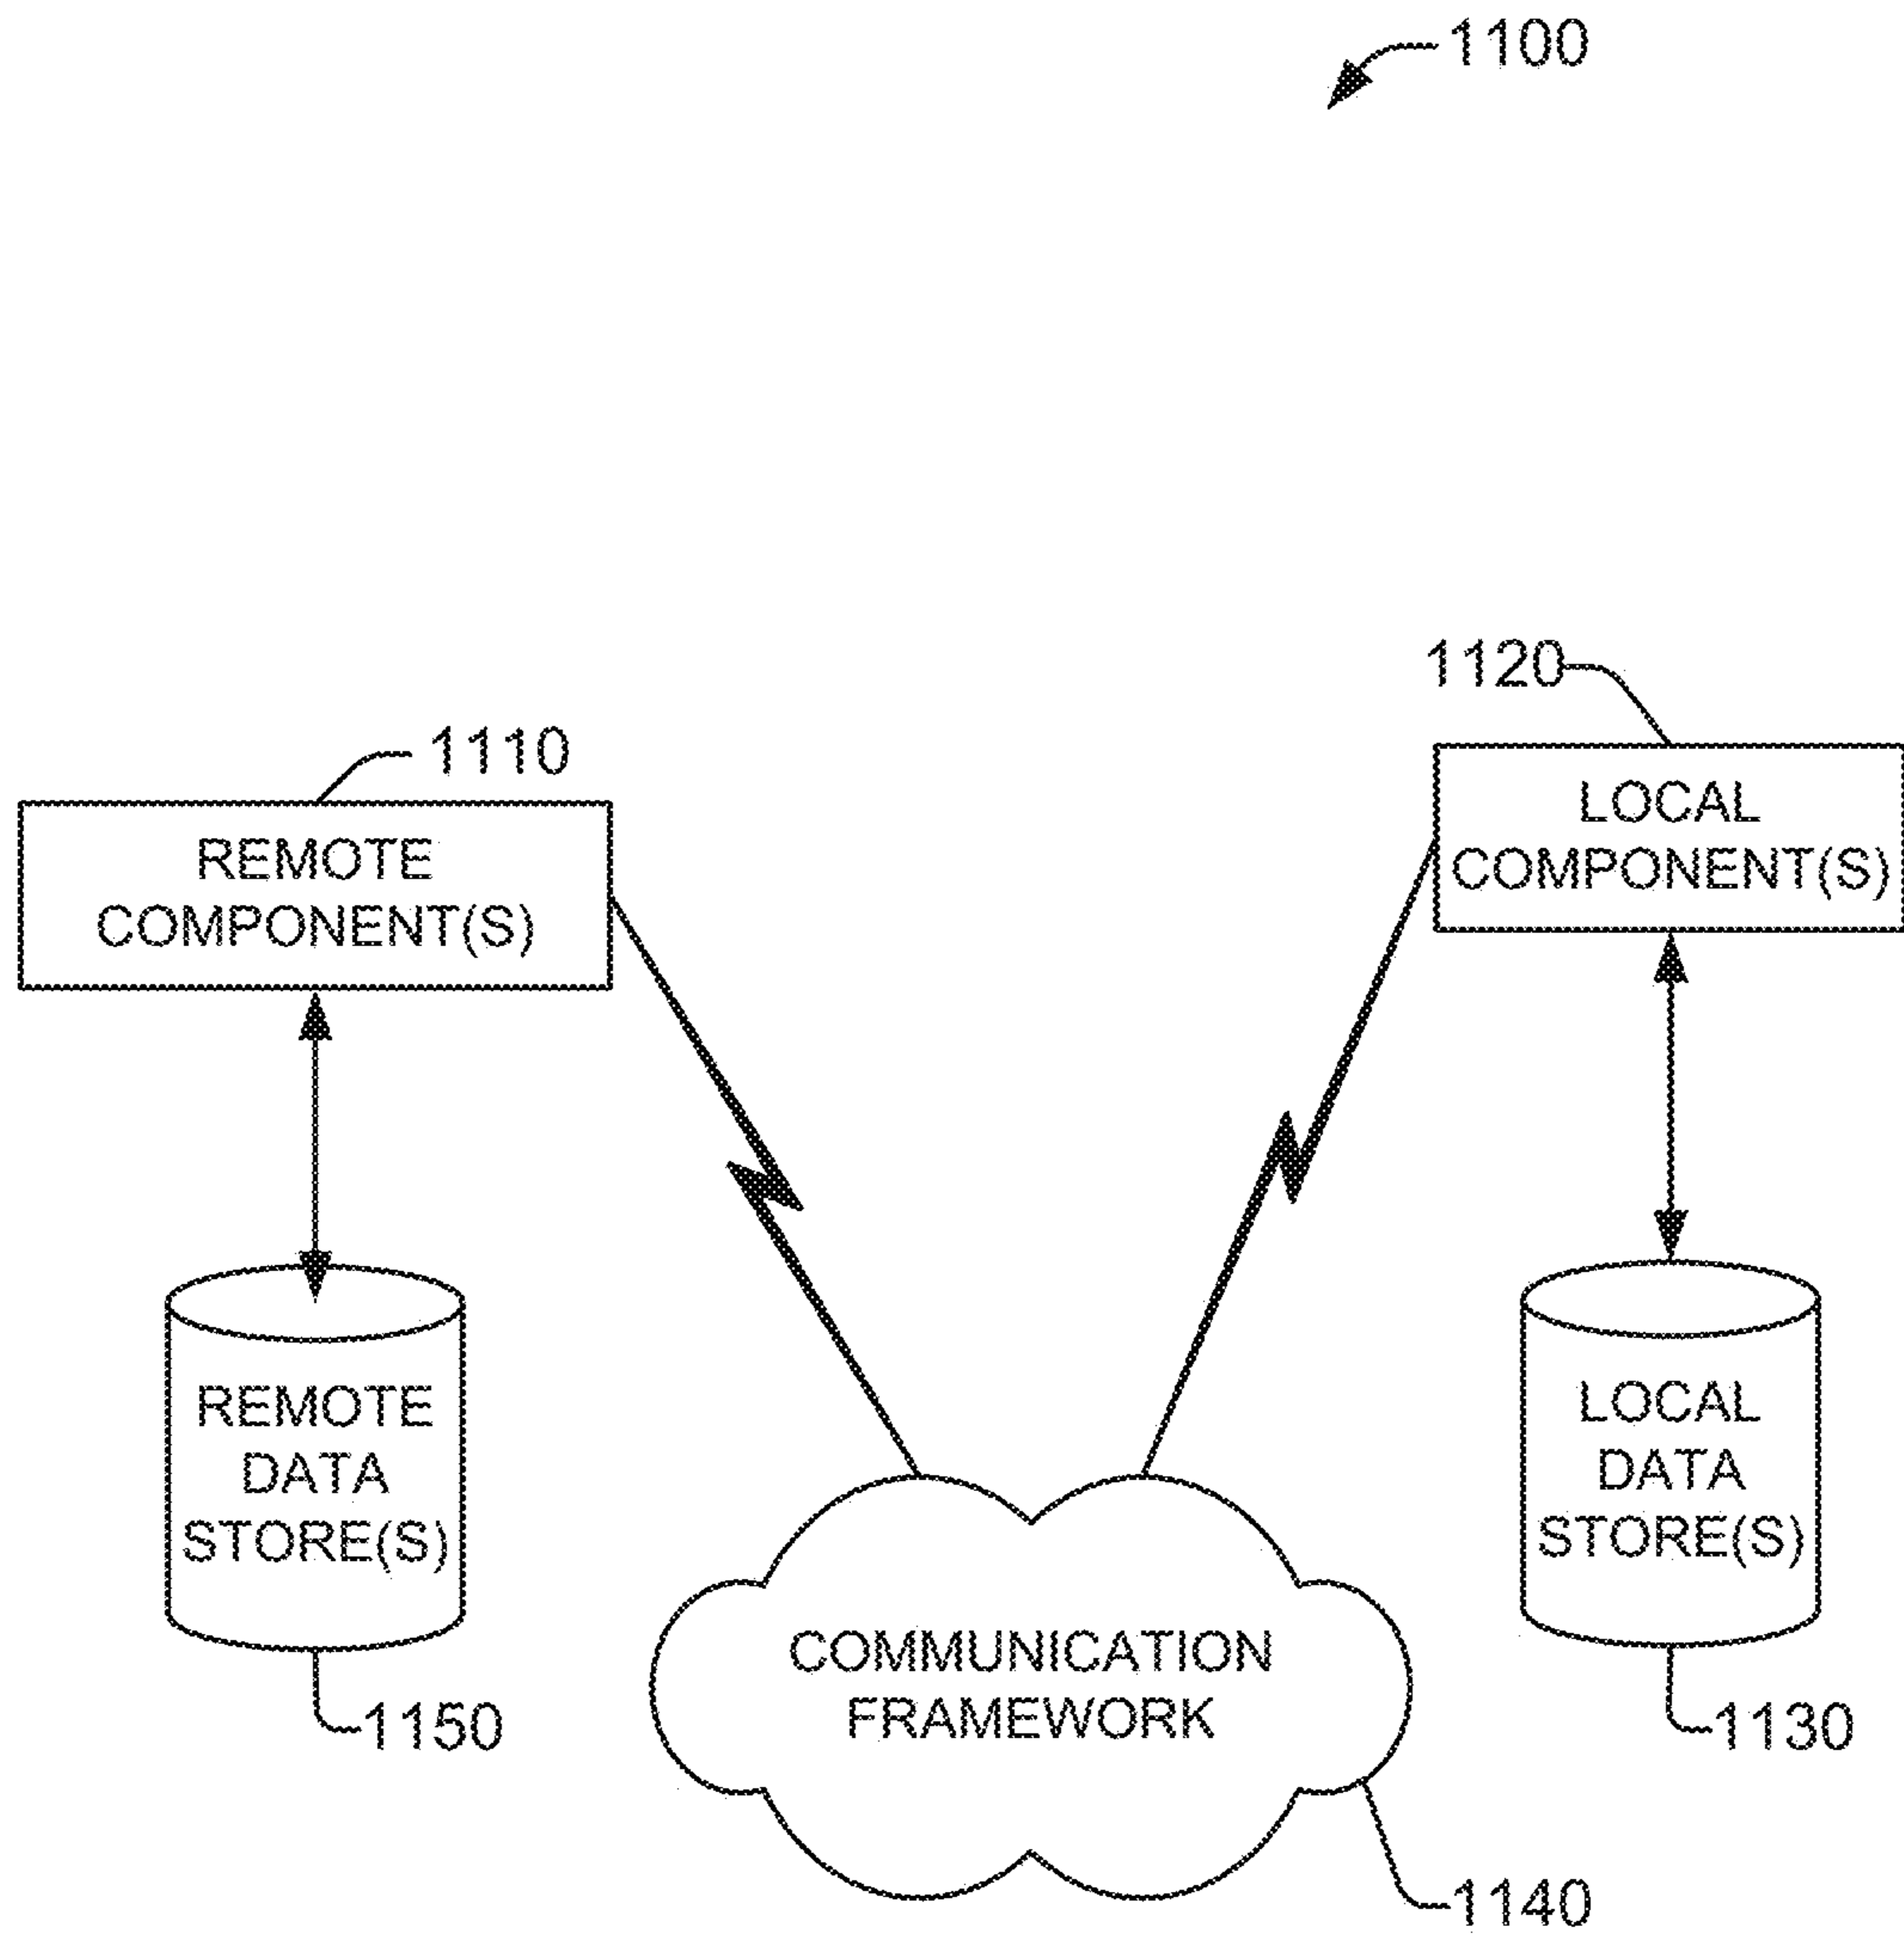 1100
1120
1110
LOCAL
COMPONENT(S)
REMOTE
COMPONENT(S)
REMOTE
DATA
STORE(S)
LOCAL
DATA
STORE(S)
COMMUNICATION
FRAMEWORK
1150
1130
1140